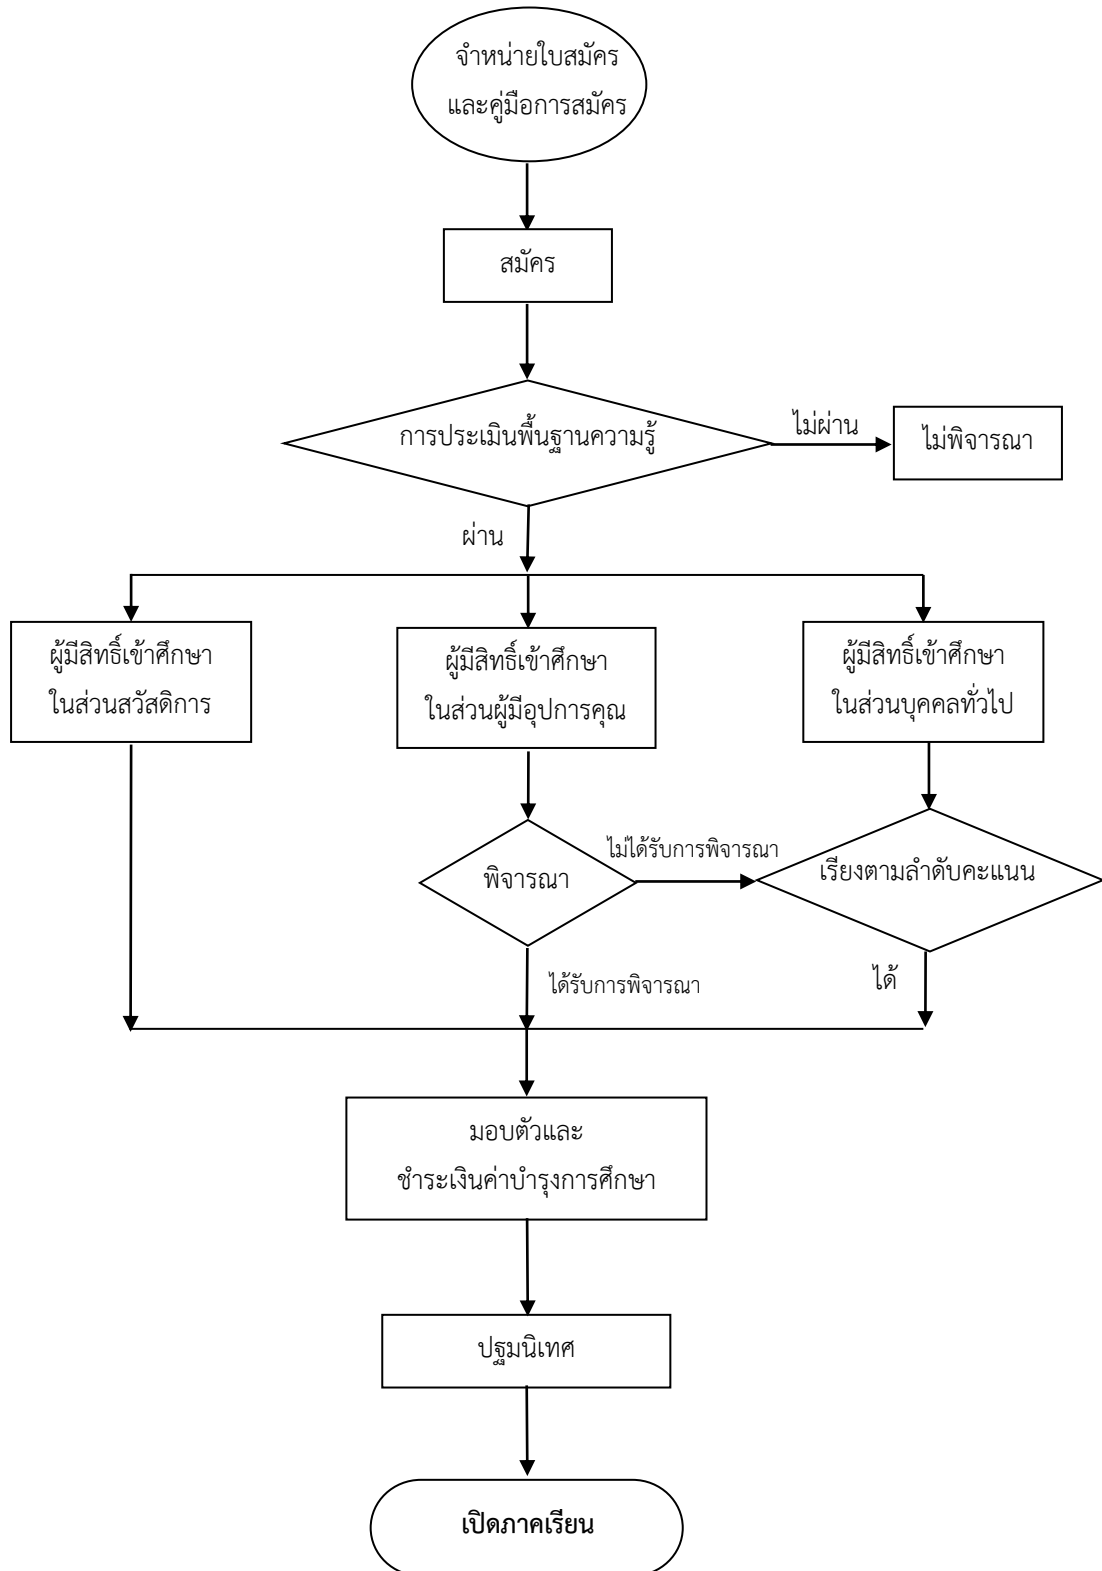 จำหน่ายใบสมัคร
และคู่มือการสมัคร
สมัคร
การประเมินพื้นฐานความรู้
ไม่ผ่าน
ไม่พิจารณา
ผ่าน
ผู้มีสิทธิ์เข้าศึกษา
ในส่วนสวัสดิการ
ผู้มีสิทธิ์เข้าศึกษา
ในส่วนผู้มีอุปการคุณ
ผู้มีสิทธิ์เข้าศึกษา
ในส่วนบุคคลทั่วไป
พิจารณา
ไม่ได้รับการพิจารณา
เรียงตามลำดับคะแนน
ได้รับการพิจารณา
ได้
มอบตัวและ
ชำระเงินค่าบำรุงการศึกษา
ปฐมนิเทศ
เปิดภาคเรียน